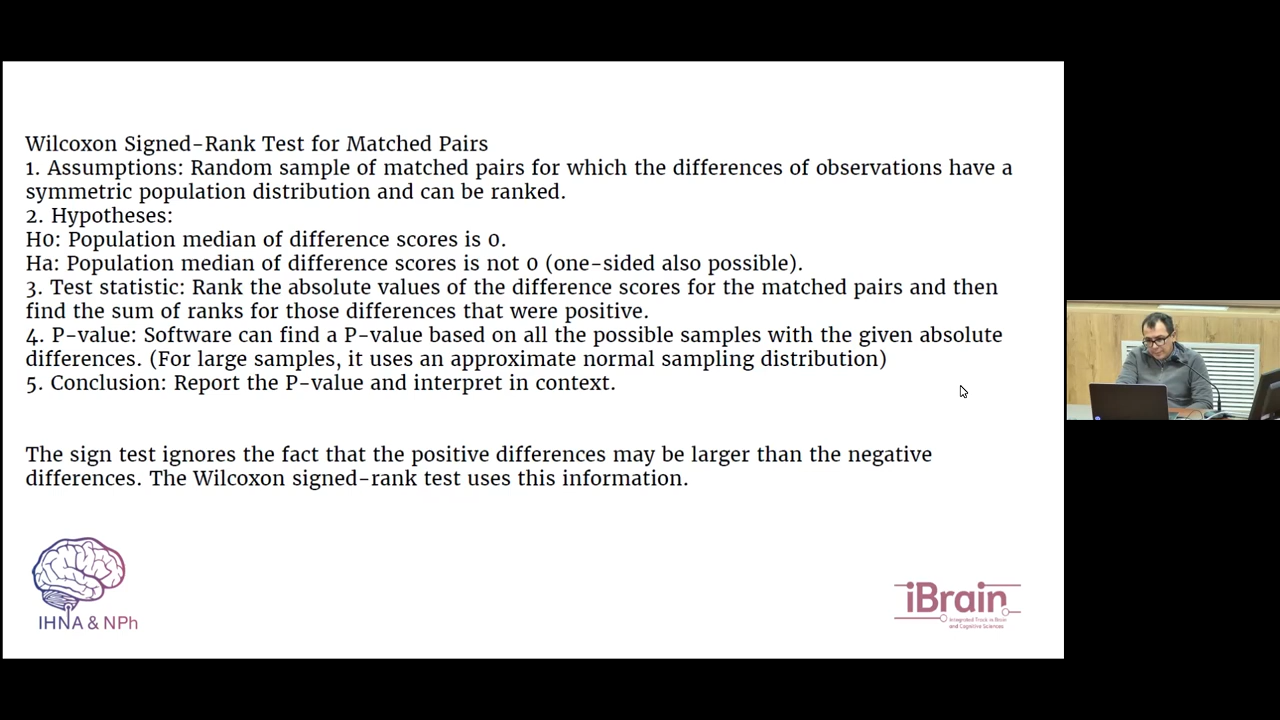 Wilcoxon Signed-Rank Test for Matched Pairs
1. Assumptions: Random sample of matched pairs for which the differences of observations have a
symmetric population distribution and can be ranked.
2. Hypotheses:
H0: Population median of difference scores is 0.
Ha: Population median of difference scores is not 0 (one-sided also possible).
3. Test statistic: Rank the absolute values of the difference scores for the matched pairs and then
find the sum of ranks for those differences that were positive.
4. P-value: Software can find a P-value based on all the possible samples with the given absolute
differences. (For large samples, it uses an approximate normal sampling distribution)
5. Conclusion: Report the P-value and interpret in context.
The sign test ignores the fact that the positive differences may be larger than the negative
differences. The Wilcoxon signed-rank test uses this information.
IHNA & NPh
iBrain
Integrated Track in Brain
and Cognitive Sciences